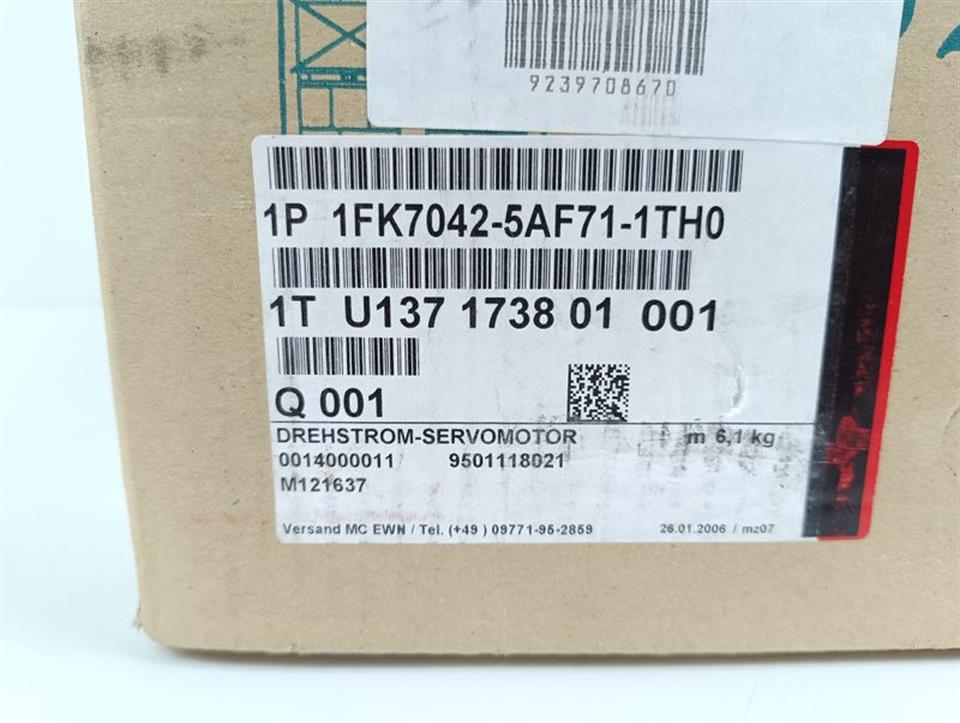 9239708670
1P 1FK7042-5AF71-1TH0
1T U137 1738 01 001
Q 001
DREHSTROM-SERVOMOTOR m 6,1 kg
0014000011 9501118021
M121637
Versand MC EWN / Tel. (+49 ) 09771-95-2859 26.01.2006 / mz07